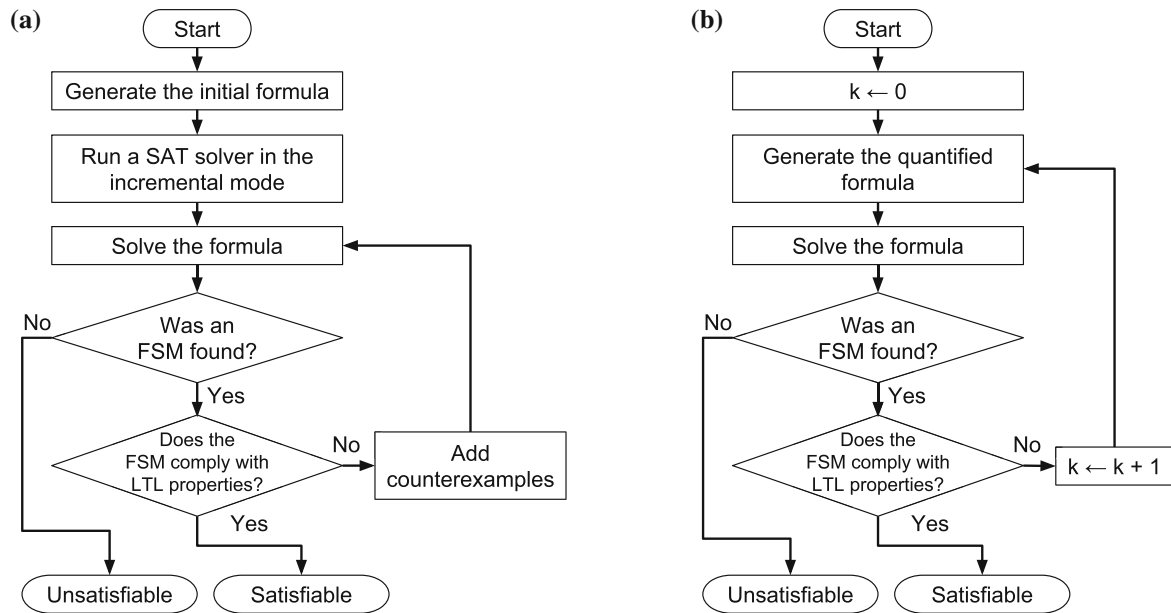 (a)
Start
Generate the initial formula
Run a SAT solver in the
incremental mode
Solve the formula
Was an
FSM found?
No
Yes
Does the
FSM comply with
LTL properties?
No
Add
counterexamples
Yes
Unsatisfiable
Satisfiable
(b)
Start
k ← 0
Generate the quantified
formula
Solve the formula
Was an
FSM found?
No
Yes
Does the
FSM comply with
LTL properties?
No
k ← k + 1
Yes
Unsatisfiable
Satisfiable